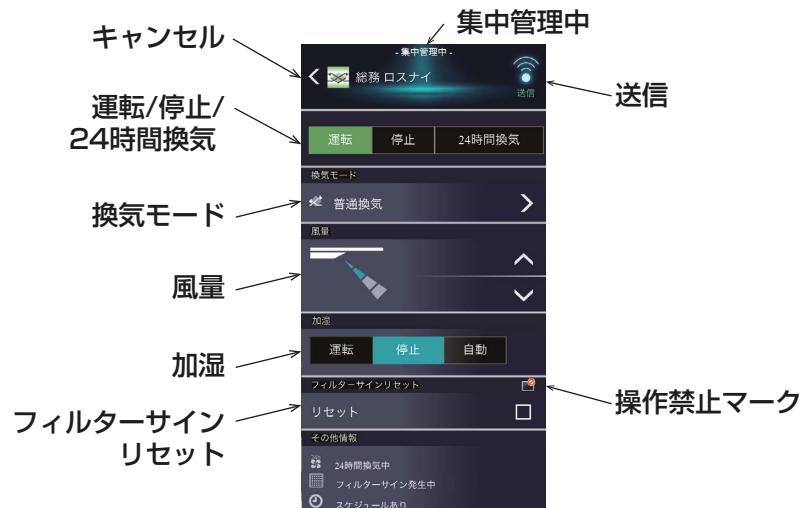 集中管理中
キャンセル
- 集中管理中 -
総務 ロスナイ
送信
送信
運転/停止/
24時間換気
運転 停止 24時間換気
換気モード
換気モード
普通換気
風量
風量
加湿
加湿
運転 停止 自動
フィルターサインリセット
操作禁止マーク
フィルターサイン
リセット
リセット
その他情報
24時間換気中
フィルターサイン発生中
スケジュールあり